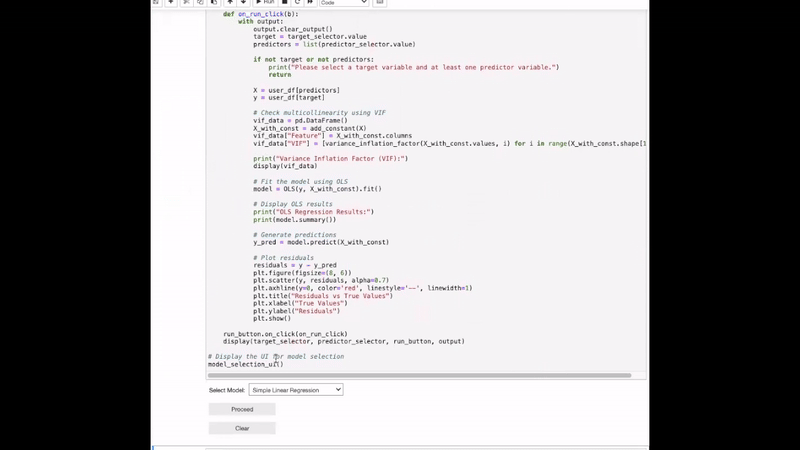 Run
Code
def on_run_click(b):
with output:
output.clear_output()
target = target_selector.value
predictors = list(predictor_selector.value)
if not target or not predictors:
print("Please select a target variable and at least one predictor variable.")
return
X = user_df[predictors]
y = user_df[target]
# Check multicollinearity using VIF
vif_data = pd.DataFrame()
X_with_const = add_constant(X)
vif_data["Feature"] = X_with_const.columns
vif_data["VIF"] = [variance_inflation_factor(X_with_const.values, i) for i in range(X_with_const.shape[1
print("Variance Inflation Factor (VIF):")
display(vif_data)
# Fit the model using OLS
model = OLS(y, X_with_const).fit()
# Display OLS results
print("OLS Regression Results:")
print(model.summary())
# Generate predictions
y_pred = model.predict(X_with_const)
# Plot residuals
residuals = y - y_pred
plt.figure(figsize=(8, 6))
plt.scatter(y, residuals, alpha=0.7)
plt.axhline(y=0, color='red', linestyle='--', linewidth=1)
plt.title("Residuals vs True Values")
plt.xlabel("True Values")
plt.ylabel("Residuals")
plt.show()
run_button.on_click(on_run_click)
display(target_selector, predictor_selector, run_button, output)
# Display the UI for model selection
model_selection_ui()
Select Model: Simple Linear Regression
Proceed
Clear